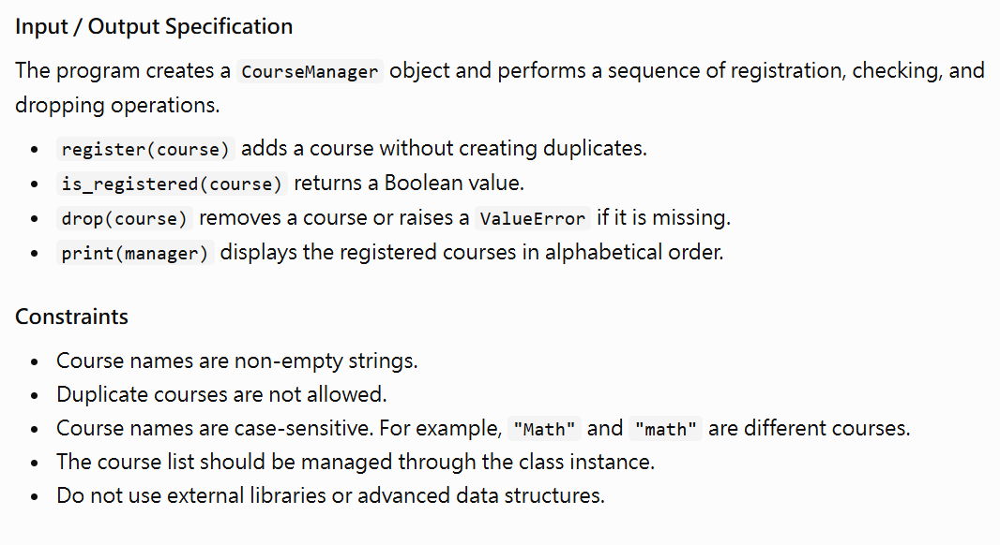 Input / Output Specification
The program creates a CourseManager object and performs a sequence of registration, checking, and
dropping operations.
• register(course) adds a course without creating duplicates.
• is_registered(course) returns a Boolean value.
• drop(course) removes a course or raises a ValueError if it is missing.
• print(manager) displays the registered courses in alphabetical order.
Constraints
• Course names are non-empty strings.
• Duplicate courses are not allowed.
• Course names are case-sensitive. For example, "Math" and "math" are different courses.
• The course list should be managed through the class instance.
• Do not use external libraries or advanced data structures.